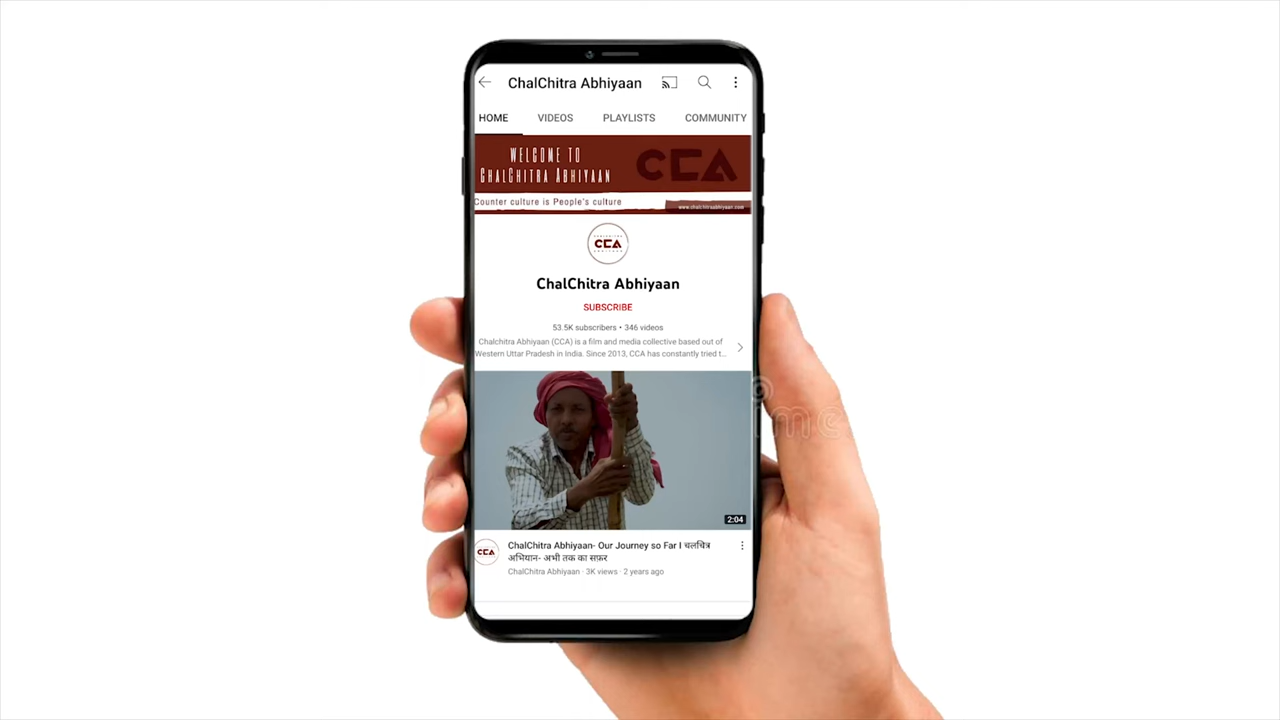 ChalChitra Abhiyaan
HOME VIDEOS PLAYLISTS COMMUNITY
WELCOME TO
CHALCHITRA ABHIYAAN
CCA
Counter culture is People's culture
www.chalchitraabhiyaan.com
CCA
ChalChitra Abhiyaan
SUBSCRIBE
53.5K subscribers • 346 videos
Chalchitra Abhiyaan (CCA) is a film and media collective based out of
Western Uttar Pradesh in India. Since 2013, CCA has constantly tried t...
2:04
CCA
ChalChitra Abhiyaan- Our Journey so Far I चलचित्र
अभियान- अभी तक का सफ़र
ChalChitra Abhiyaan · 3K views · 2 years ago